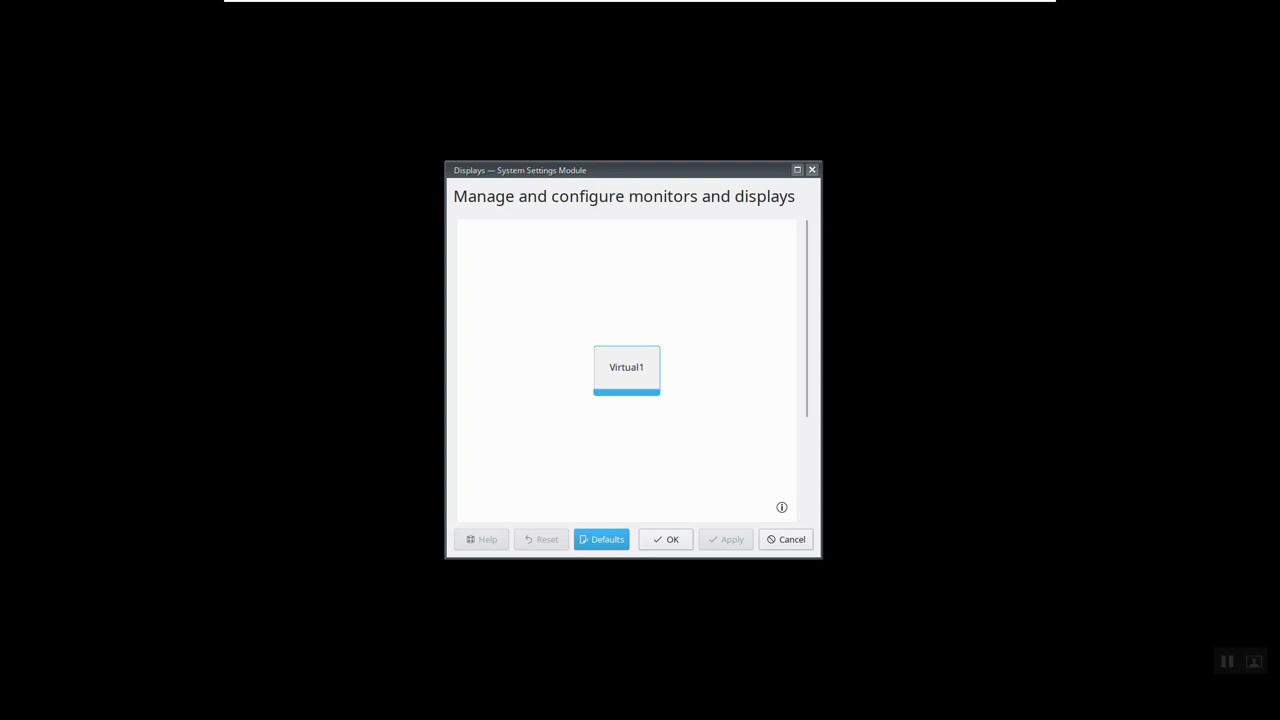 Displays — System Settings Module
Manage and configure monitors and displays
Virtual1
Help
Reset
Defaults
OK
Apply
Cancel